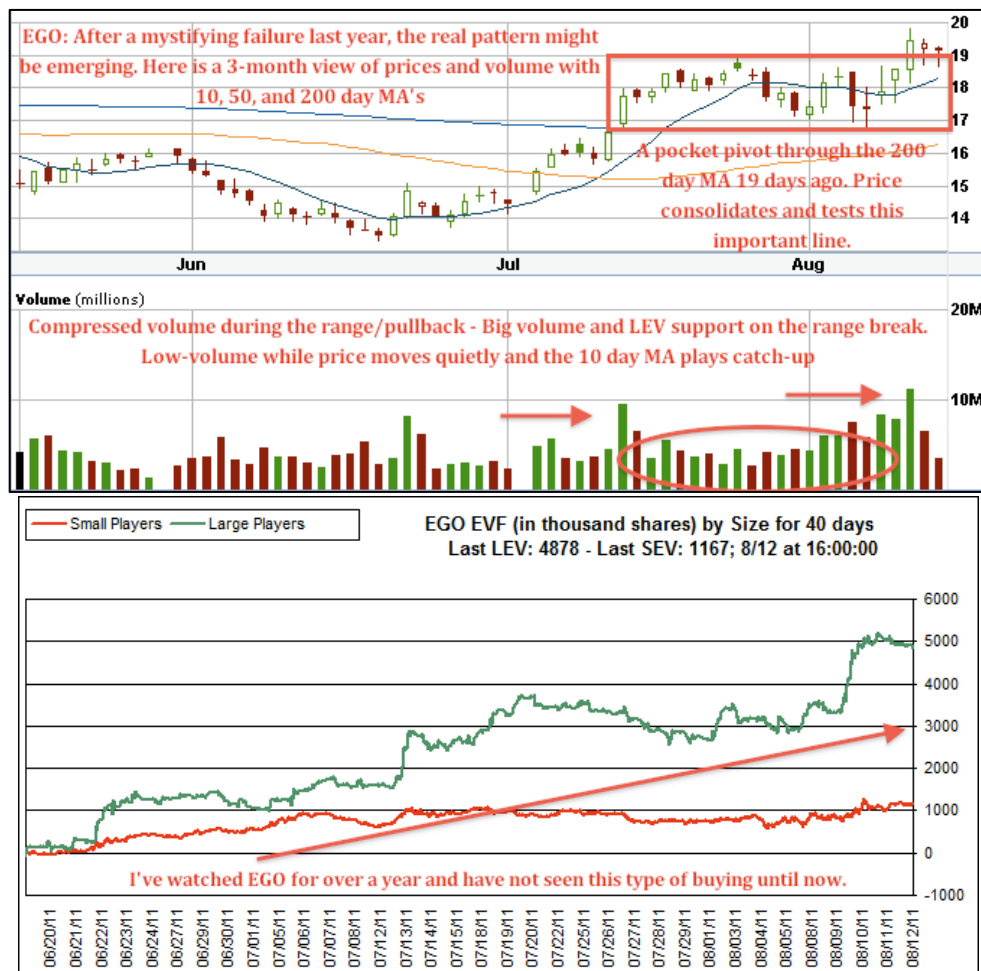 EGO: After a mystifying failure last year, the real pattern might
be emerging. Here is a 3-month view of prices and volume with
10, 50, and 200 day MA's
20
19
18
17
16
15
14
A pocket pivot through the 200
day MA 19 days ago. Price
consolidates and tests this
important line.
Jun Jul Aug
Volume (millions)
20M
Compressed volume during the range/pullback - Big volume and LEV support on the range break.
Low-volume while price moves quietly and the 10 day MA plays catch-up
10M
Small Players Large Players
EGO EVF (in thousand shares) by Size for 40 days
Last LEV: 4878 - Last SEV: 1167; 8/12 at 16:00:00
6000
5000
4000
3000
2000
1000
0
-1000
I've watched EGO for over a year and have not seen this type of buying until now.
06/20/11
06/21/11
06/22/11
06/23/11
06/24/11
06/27/11
06/29/11
06/30/11
07/01/11
07/05/11
07/06/11
07/07/11
07/08/11
07/12/11
07/13/11
07/14/11
07/15/11
07/18/11
07/19/11
07/20/11
07/22/11
07/25/11
07/26/11
07/27/11
07/28/11
07/29/11
08/01/11
08/03/11
08/04/11
08/05/11
08/08/11
08/09/11
08/10/11
08/11/11
08/12/11